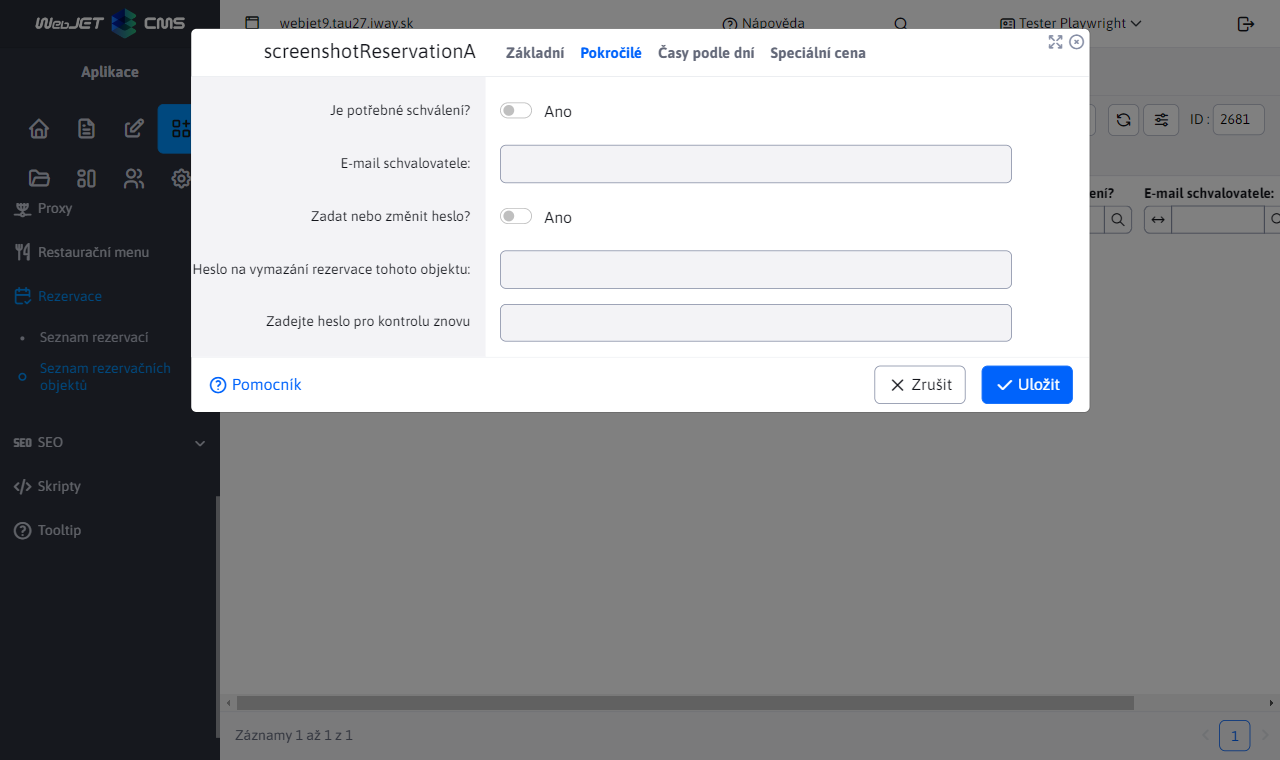 WebJET CMS
webjet9.tau27.iway.sk
Nápověda
Tester Playwright
Aplikace
screenshotReservationA
Základní
Pokročilé
Časy podle dní
Speciální cena
Je potřebné schválení?
Ano
E-mail schvalovatele:
Zadat nebo změnit heslo?
Ano
Heslo na vymazání rezervace tohoto objektu:
Zadejte heslo pro kontrolu znovu
Pomocník
Zrušit
Uložit
ID :
2681
ení?
E-mail schvalovatele:
Proxy
Restaurační menu
Rezervace
Seznam rezervací
Seznam rezervačních
objektů
SEO SEO
Skripty
Tooltip
Záznamy 1 až 1 z 1
1